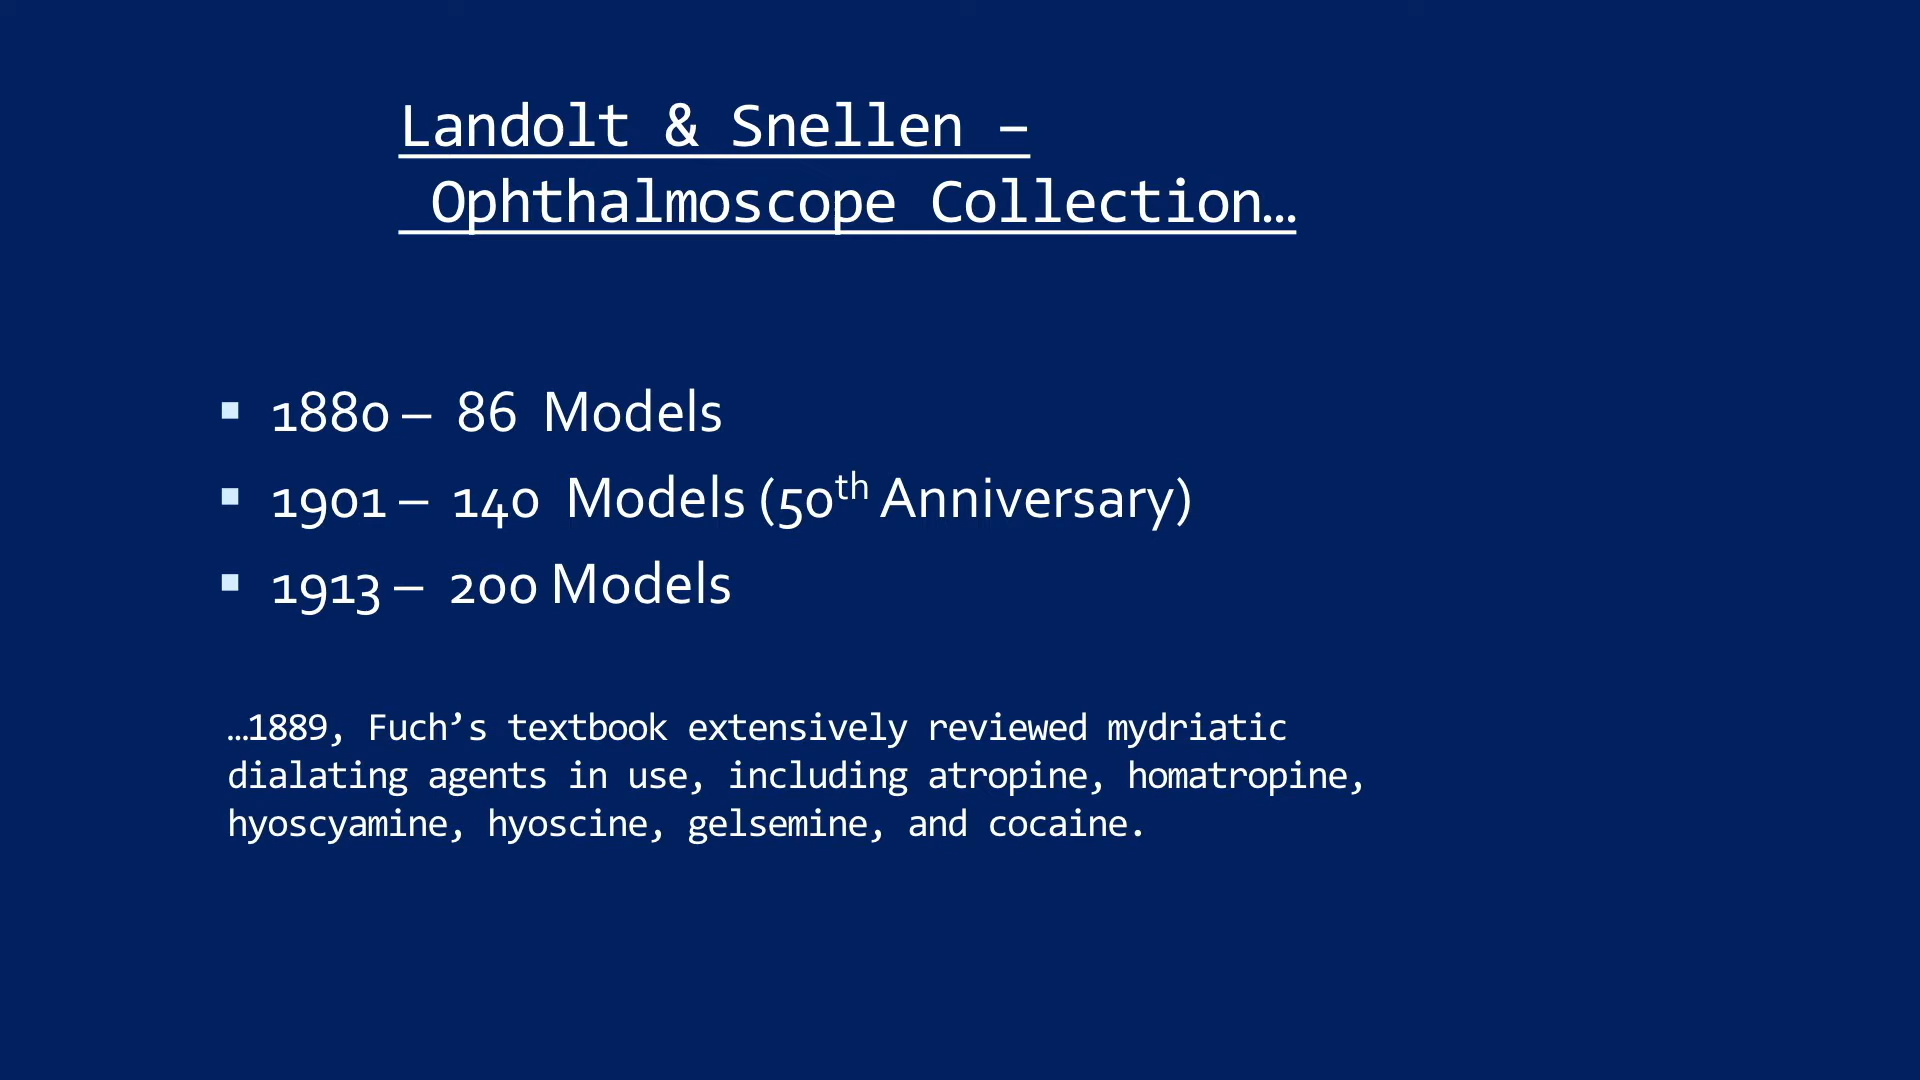 Landolt & Snellen –
Ophthalmoscope Collection…
▪ 1880 – 86 Models
▪ 1901 – 140 Models (50th Anniversary)
▪ 1913 – 200 Models
…1889, Fuch’s textbook extensively reviewed mydriatic
dialating agents in use, including atropine, homatropine,
hyoscyamine, hyoscine, gelsemine, and cocaine.